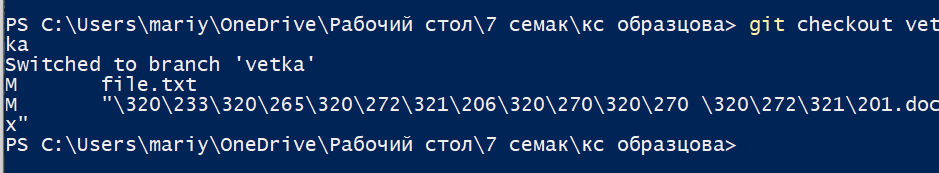 PS C:\Users\mariy\OneDrive\Рабочий стол\7 семак\кс образцова> git checkout vet
ka
Switched to branch 'vetka'
M       file.txt
M       "\320\233\320\265\320\272\321\206\320\270\320\270 \320\272\321\201.doc
x"
PS C:\Users\mariy\OneDrive\Рабочий стол\7 семак\кс образцова>